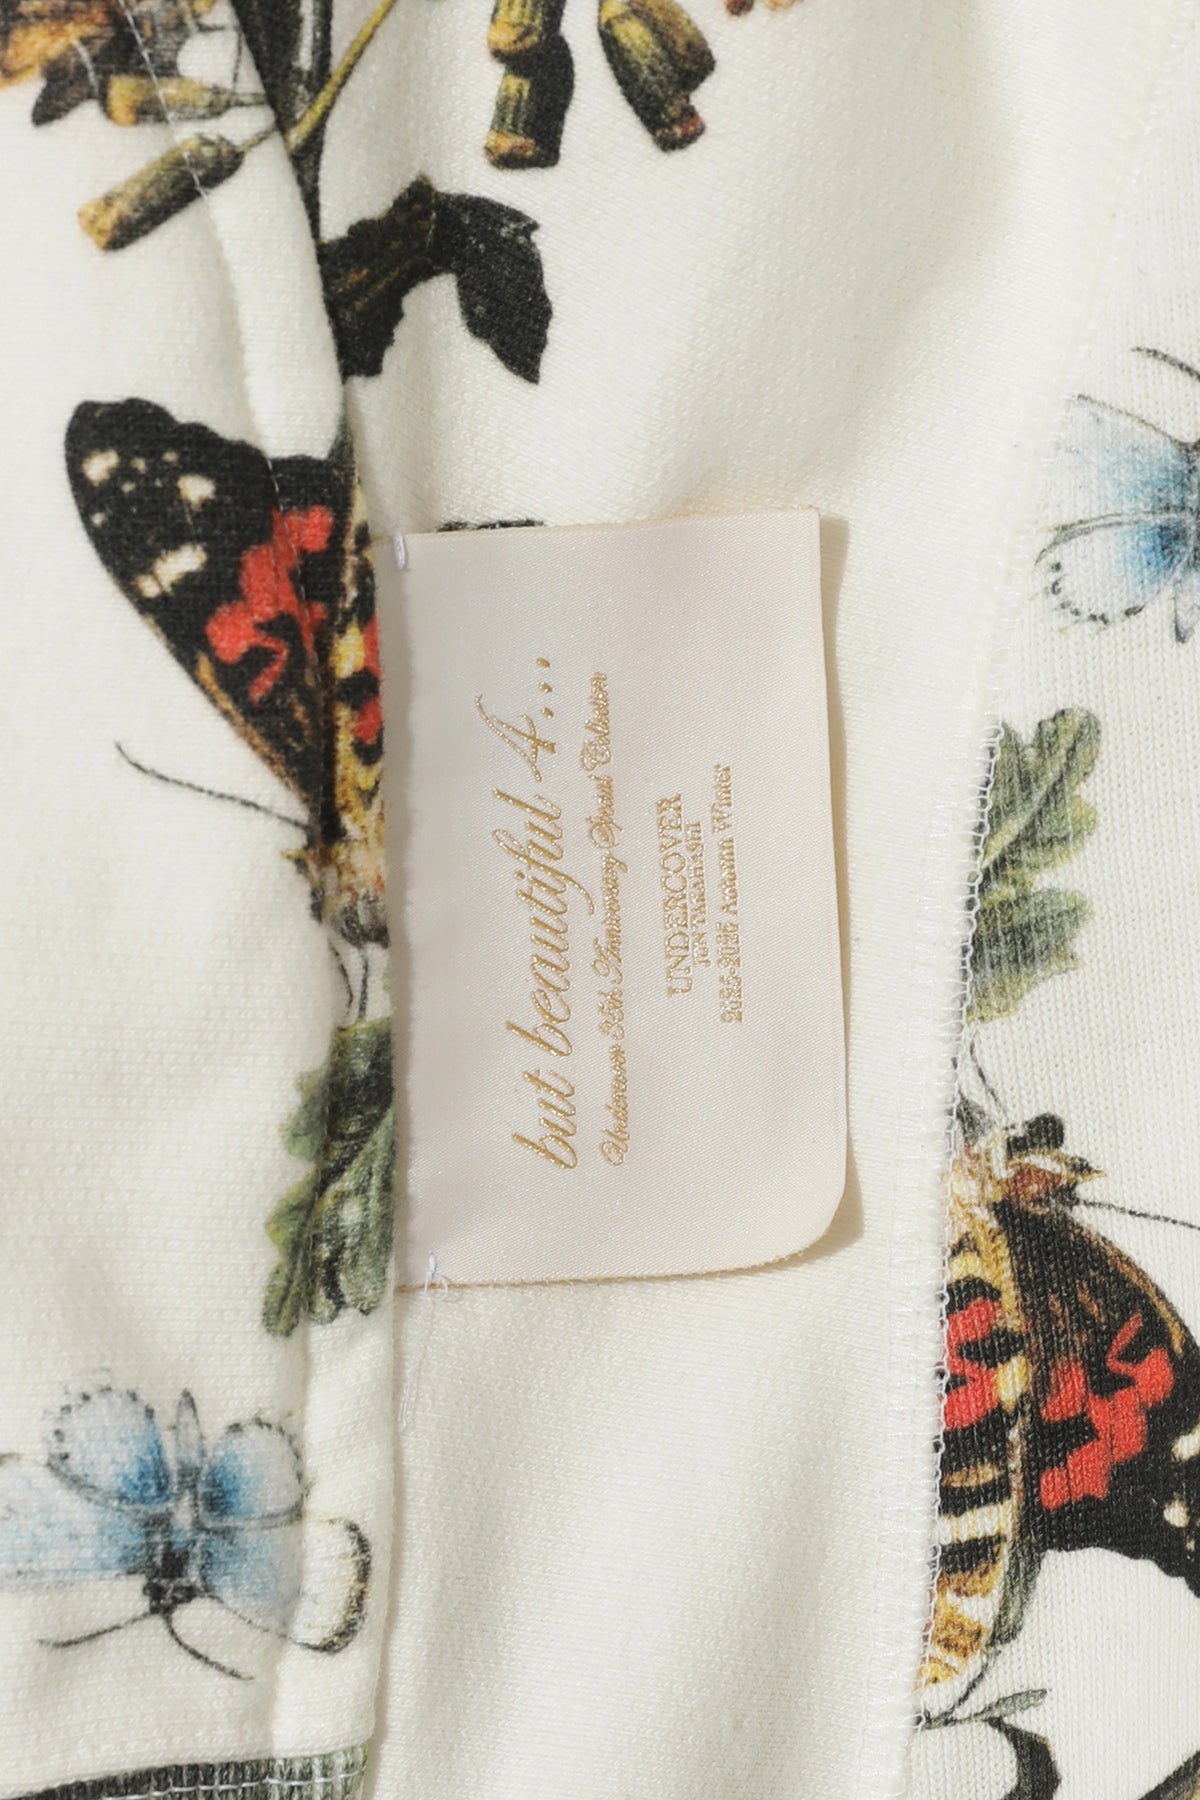 but beautiful 4...
Undercover 35th Anniversary Special Collection
UNDERCOVER
JUN TAKAHASHI
2025-2026 Autumn Winter